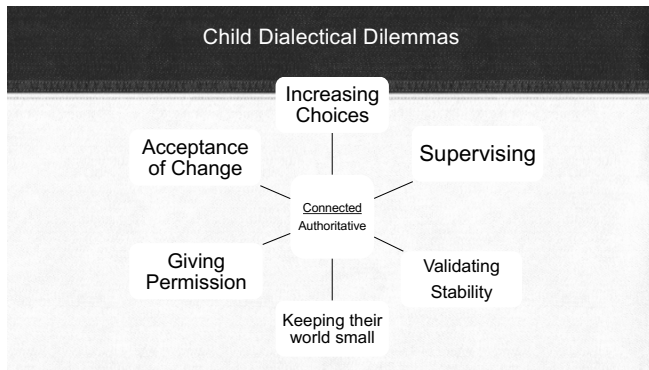 Child Dialectical Dilemmas
Increasing
Choices
Acceptance
of Change
Supervising
Connected
Authoritative
Giving
Permission
Validating
Stability
Keeping their
world small